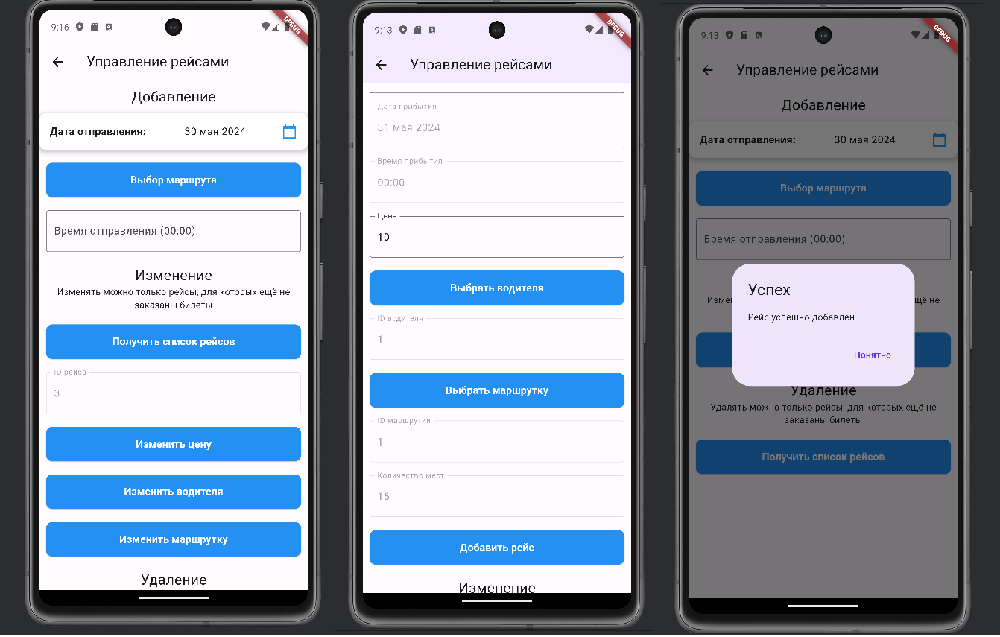 9:16
DEBUG
Управление рейсами
Добавление
Дата отправления: 30 мая 2024
Выбор маршрута
Время отправления (00:00)
Изменение
Изменять можно только рейсы, для которых ещё не
заказаны билеты
Получить список рейсов
ID рейса
3
Изменить цену
Изменить водителя
Изменить маршрутку
Удаление
9:13
DEBUG
Управление рейсами
Дата прибытия
31 мая 2024
Время прибытия
00:00
Цена
10
Выбрать водителя
ID водителя
1
Выбрать маршрутку
ID маршрутки
1
Количество мест
16
Добавить рейс
Изменение
9:13
DEBUG
Управление рейсами
Добавление
Дата отправления: 30 мая 2024
Выбор маршрута
Время отправления (00:00)
Успех
Рейс успешно добавлен
Понятно
ещё не
Удаление
Удалять можно только рейсы, для которых ещё не
заказаны билеты
Получить список рейсов